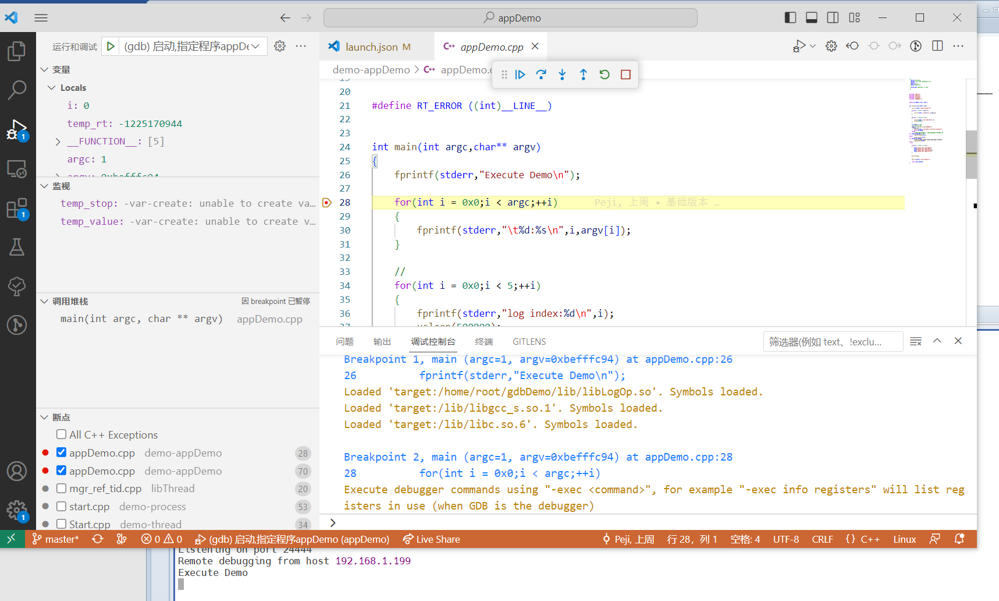 appDemo
运行和调试
(gdb) 启动,指定程序appDe
launch.json M
appDemo.cpp
变量
Locals
i: 0
temp_rt: -1225170944
__FUNCTION__: [5]
argc: 1
argv: 0xbefffc94
监视
temp_stop: -var-create: unable to create va…
temp_value: -var-create: unable to create v…
调用堆栈
因 breakpoint 已暂停
main(int argc, char ** argv) appDemo.cpp
断点
All C++ Exceptions
appDemo.cpp demo-appDemo 28
appDemo.cpp demo-appDemo 70
mgr_ref_tid.cpp libThread 20
start.cpp demo-process 53
Start.cpp demo-thread 34
1
1
1
demo-appDemo > appDemo.c
19
20
21 #define RT_ERROR ((int)__LINE__)
22
23
24 int main(int argc,char** argv)
25 {
26 fprintf(stderr,"Execute Demo\n");
27
28 for(int i = 0x0;i < argc;++i) Peji, 上周 • 基础版本 …
29 {
30 fprintf(stderr,"\t%d:%s\n",i,argv[i]);
31 }
32
33 //
34 for(int i = 0x0;i < 5;++i)
35 {
36 fprintf(stderr,"log index:%d\n",i);
37 usleep(500000);
问题 输出 调试控制台 终端 GITLENS
筛选器(例如 text、!exclu...
Breakpoint 1, main (argc=1, argv=0xbefffc94) at appDemo.cpp:26
26 fprintf(stderr,"Execute Demo\n");
Loaded 'target:/home/root/gdbDemo/lib/libLogOp.so'. Symbols loaded.
Loaded 'target:/lib/libgcc_s.so.1'. Symbols loaded.
Loaded 'target:/lib/libc.so.6'. Symbols loaded.
Breakpoint 2, main (argc=1, argv=0xbefffc94) at appDemo.cpp:28
28 for(int i = 0x0;i < argc;++i)
Execute debugger commands using "-exec <command>", for example "-exec info registers" will list reg
isters in use (when GDB is the debugger)
>
master* 0 0 (gdb) 启动,指定程序appDemo (appDemo) Live Share Peji, 上周 行 28，列 1 空格: 4 UTF-8 CRLF {} C++ Linux
Listening on port 24444
Remote debugging from host 192.168.1.199
Execute Demo